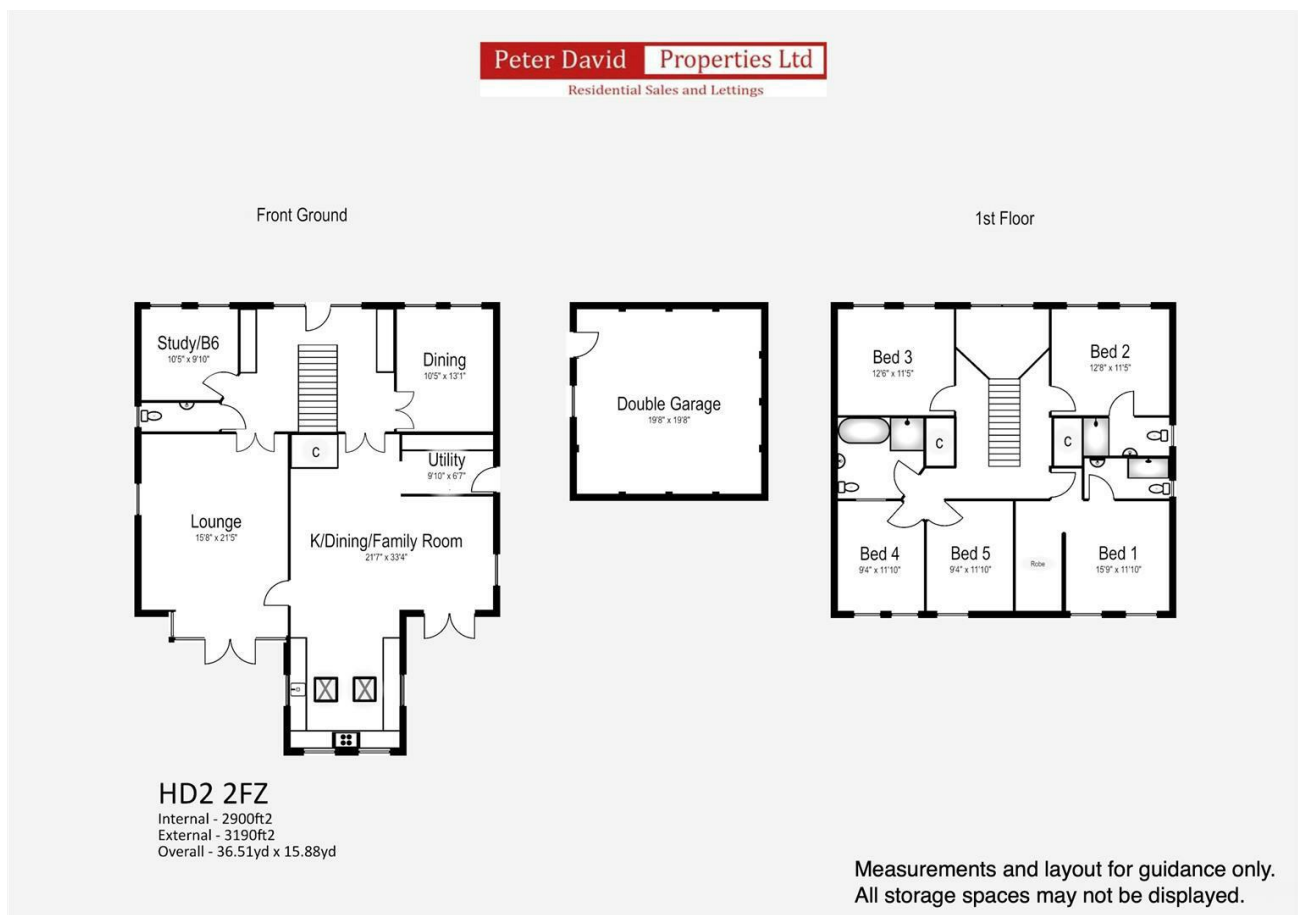 Peter David Properties Ltd
Residential Sales and Lettings
Front Ground
1st Floor
Study/B6
10'5" x 9'10"
Dining
10'5" x 13'1"
C
Utility
9'10" x 6'7"
Lounge
15'8" x 21'5"
K/Dining/Family Room
21'7" x 33'4"
Double Garage
19'8" x 19'8"
Bed 3
12'6" x 11'5"
Bed 2
12'8" x 11'5"
C
C
Bed 4
9'4" x 11'10"
Bed 5
9'4" x 11'10"
Robe
Bed 1
15'9" x 11'10"
HD2 2FZ
Internal - 2900ft2
External - 3190ft2
Overall - 36.51yd x 15.88yd
Measurements and layout for guidance only.
All storage spaces may not be displayed.